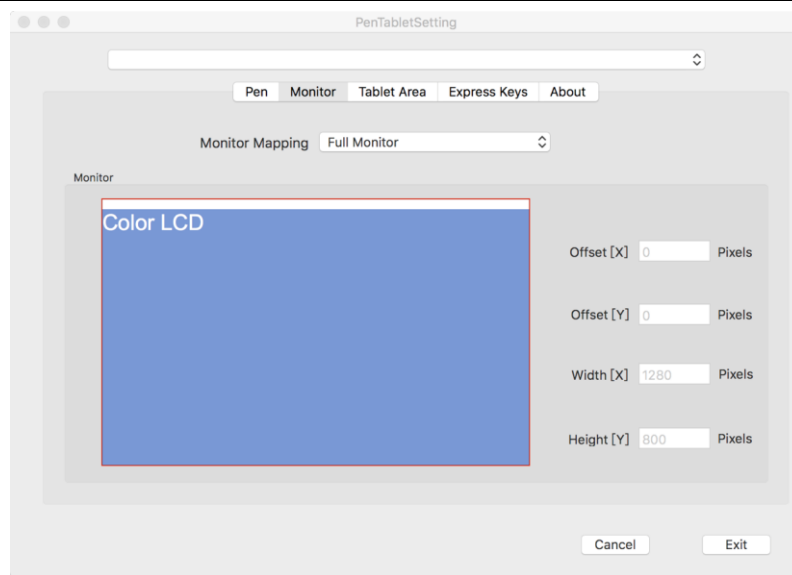 PenTabletSetting
Pen Monitor Tablet Area Express Keys About
Monitor Mapping Full Monitor
Monitor
Color LCD
Offset [X] 0 Pixels
Offset [Y] 0 Pixels
Width [X] 1280 Pixels
Height [Y] 800 Pixels
Cancel Exit